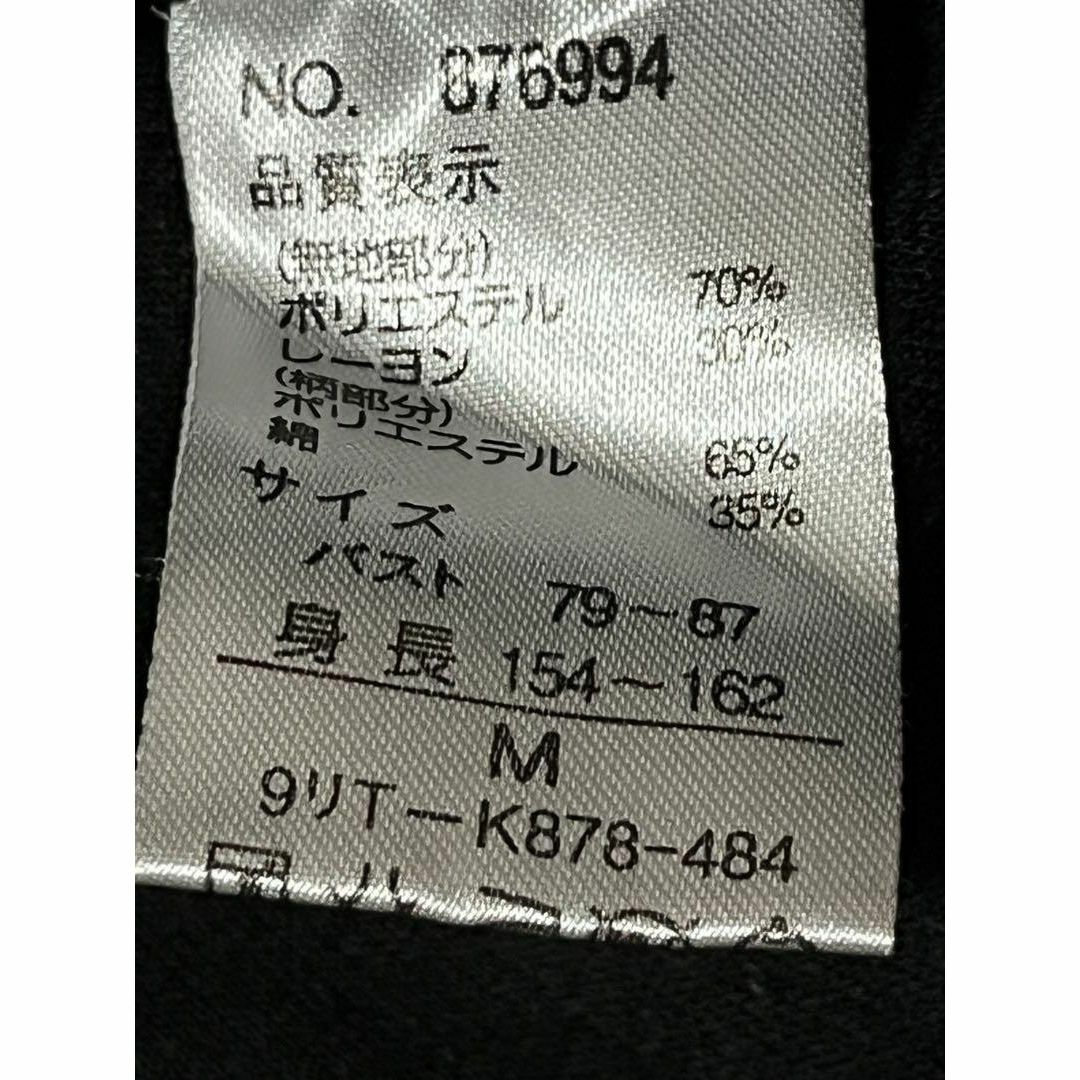 NO. 876994
品質表示
(無地部分)
ポリエステル 70%
レーヨン 30%
(柄部分)
ポリエステル 65%
綿 35%
サイズ
バスト 79～87
身長 154～162
M
9リT－K878-484